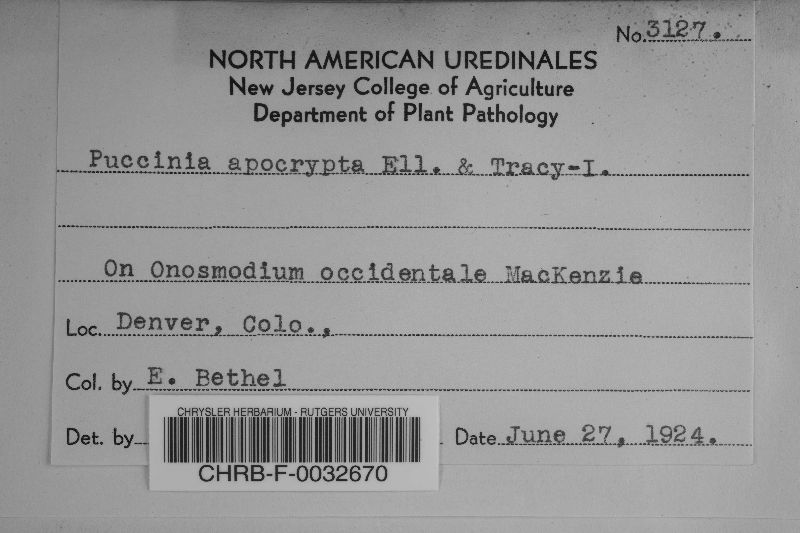 No. 3127.
NORTH AMERICAN UREDINALES
New Jersey College of Agriculture
Department of Plant Pathology
Puccinia apocrypta Ell. & Tracy-I.
On Onosmodium occidentale MacKenzie
Loc. Denver, Colo.,
Col. by E. Bethel
Det. by
Date June 27, 1924.
CHRYSLER HERBARIUM - RUTGERS UNIVERSITY
CHRB-F-0032670